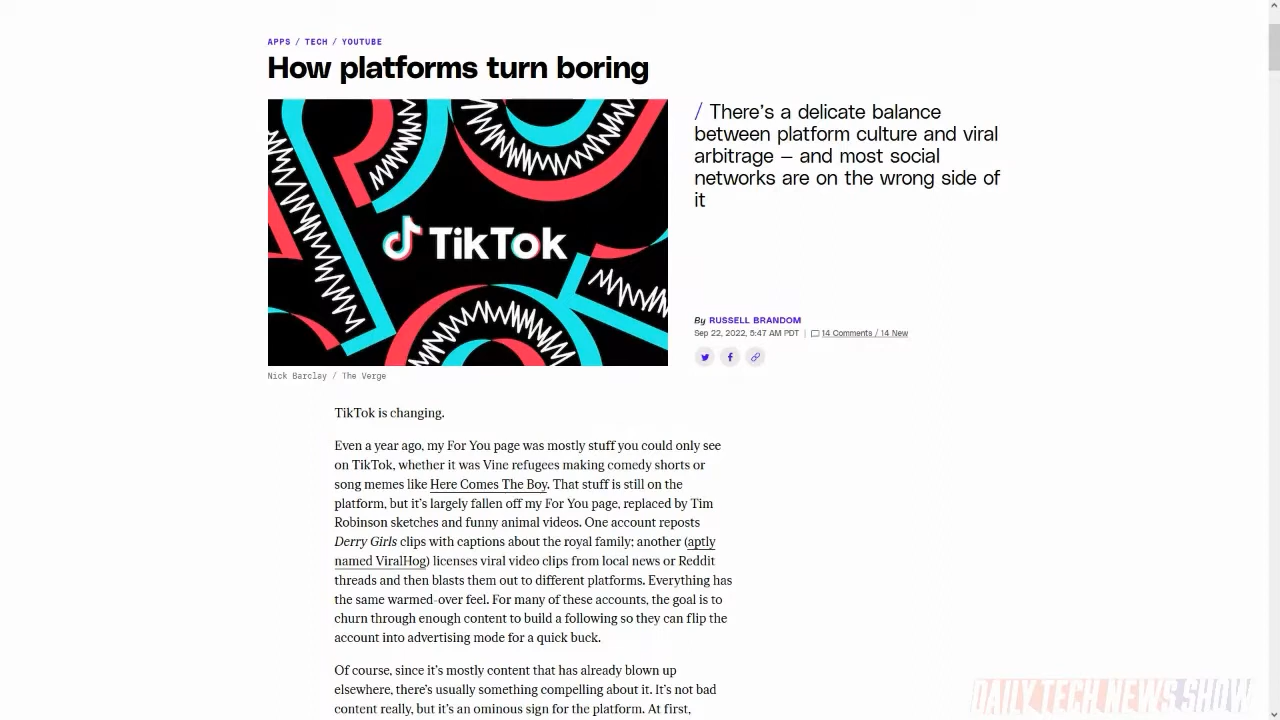 APPS / TECH / YOUTUBE
How platforms turn boring
TikTok
/ There's a delicate balance
between platform culture and viral
arbitrage — and most social
networks are on the wrong side of
it
By RUSSELL BRANDOM
Sep 22, 2022, 5:47 AM PDT | 14 Comments / 14 New
Nick Barclay / The Verge
TikTok is changing.
Even a year ago, my For You page was mostly stuff you could only see
on TikTok, whether it was Vine refugees making comedy shorts or
song memes like Here Comes The Boy. That stuff is still on the
platform, but it's largely fallen off my For You page, replaced by Tim
Robinson sketches and funny animal videos. One account reposts
Derry Girls clips with captions about the royal family; another (aptly
named ViralHog) licenses viral video clips from local news or Reddit
threads and then blasts them out to different platforms. Everything has
the same warmed-over feel. For many of these accounts, the goal is to
churn through enough content to build a following so they can flip the
account into advertising mode for a quick buck.
Of course, since it's mostly content that has already blown up
elsewhere, there's usually something compelling about it. It's not bad
content really, but it's an ominous sign for the platform. At first,
DAILY TECH NEWS SHOW